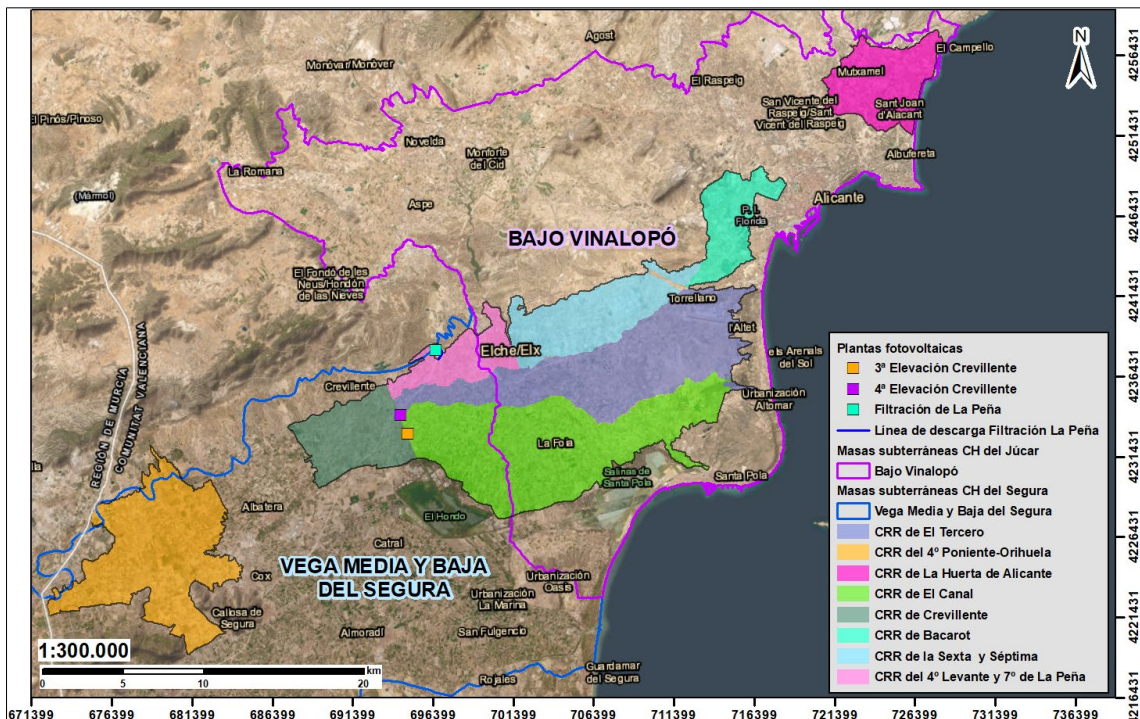 Agost
El Campello
Monóvar/Monóver
Mutxamel
El Raspeig
N
El Pinós/Pinoso
San Vicente del
Raspeig/Sant
Vicent del Raspeig
Sant Joan
d'Alacant
Novelda
Monforte
del Cid
Albufereta
La Romana
(Mármol)
Aspe
Alicante
P. I.
Florida
BAJO VINALOPÓ
El Fondó de les
Neus/Hondón
de las Nieves
Torrellano
l'Altet
REGIÓN DE MURCIA
COMUNITAT VALENCIANA
Elche/Elx
els Arenals
del Sol
Crevillente
Urbanización
Altomar
La Foia
Salinas de
Santa Pola
Santa Pola
Albatera
El Hondo
Catral
VEGA MEDIA Y BAJA
DEL SEGURA
Cox
Urbanización
Oasis
Urbanización
La Marina
Callosa de
Segura
Almoradí
San Fulgencio
Rojales
Guardamar
del Segura
1:300.000
km
0 5 10 20
Plantas fotovoltaicas
3ª Elevación Crevillente
4ª Elevación Crevillente
Filtración de La Peña
Línea de descarga Filtración La Peña
Masas subterráneas CH del Júcar
Bajo Vinalopó
Masas subterráneas CH del Segura
Vega Media y Baja del Segura
CRR de El Tercero
CRR del 4º Poniente-Orihuela
CRR de La Huerta de Alicante
CRR de El Canal
CRR de Crevillente
CRR de Bacarot
CRR de la Sexta y Séptima
CRR del 4º Levante y 7º de La Peña
4256431
4251431
4246431
4241431
4236431
4231431
4226431
4221431
4216431
671399 676399 681399 686399 691399 696399 701399 706399 711399 716399 721399 726399 731399 736399